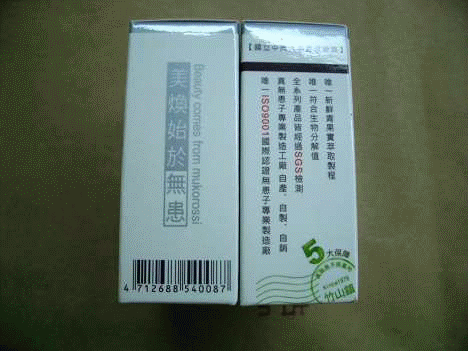 美煥始於無患
Beauty comes from mukorossi
4 712688 540087
唯一新鮮青果實萃取製程
唯一符合生物分解值
全系列產品皆經過SGS檢測
真無患子專業製造工廠 自產、自製、自銷
唯一ISO9001國際認證無患子專業製造廠
5大保障
since1975
竹山鎮